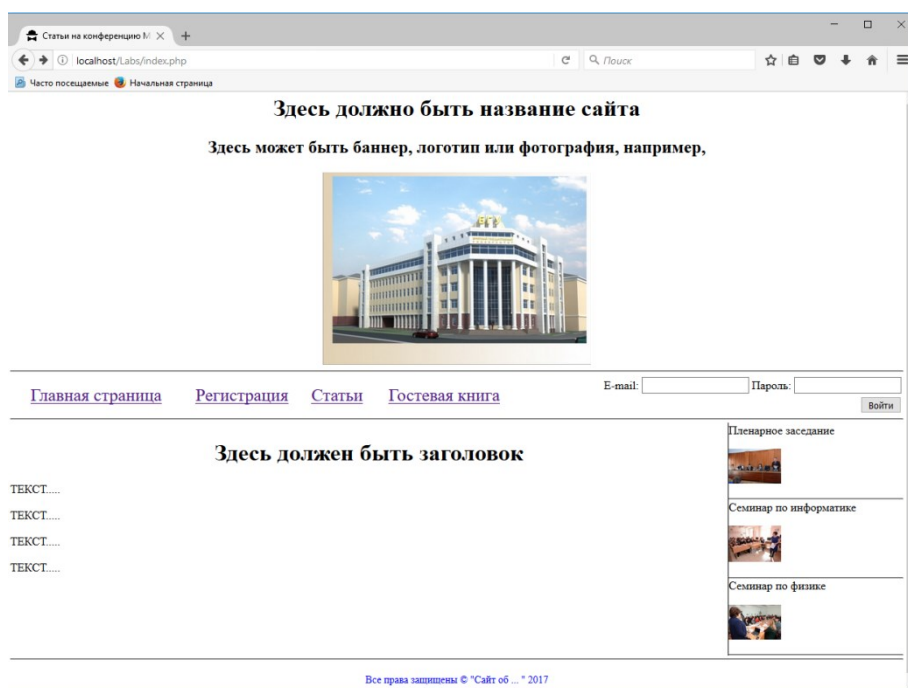 Статьи на конференцию М
localhost/Labs/index.php
Поиск
Часто посещаемые Начальная страница
Здесь должно быть название сайта
Здесь может быть баннер, логотип или фотография, например,
Главная страница Регистрация Статьи Гостевая книга
E-mail: Пароль:
Войти
Здесь должен быть заголовок
ТЕКСТ.....
ТЕКСТ.....
ТЕКСТ.....
ТЕКСТ.....
Пленарное заседание
Семинар по информатике
Семинар по физике
Все права защищены © "Сайт об ... " 2017